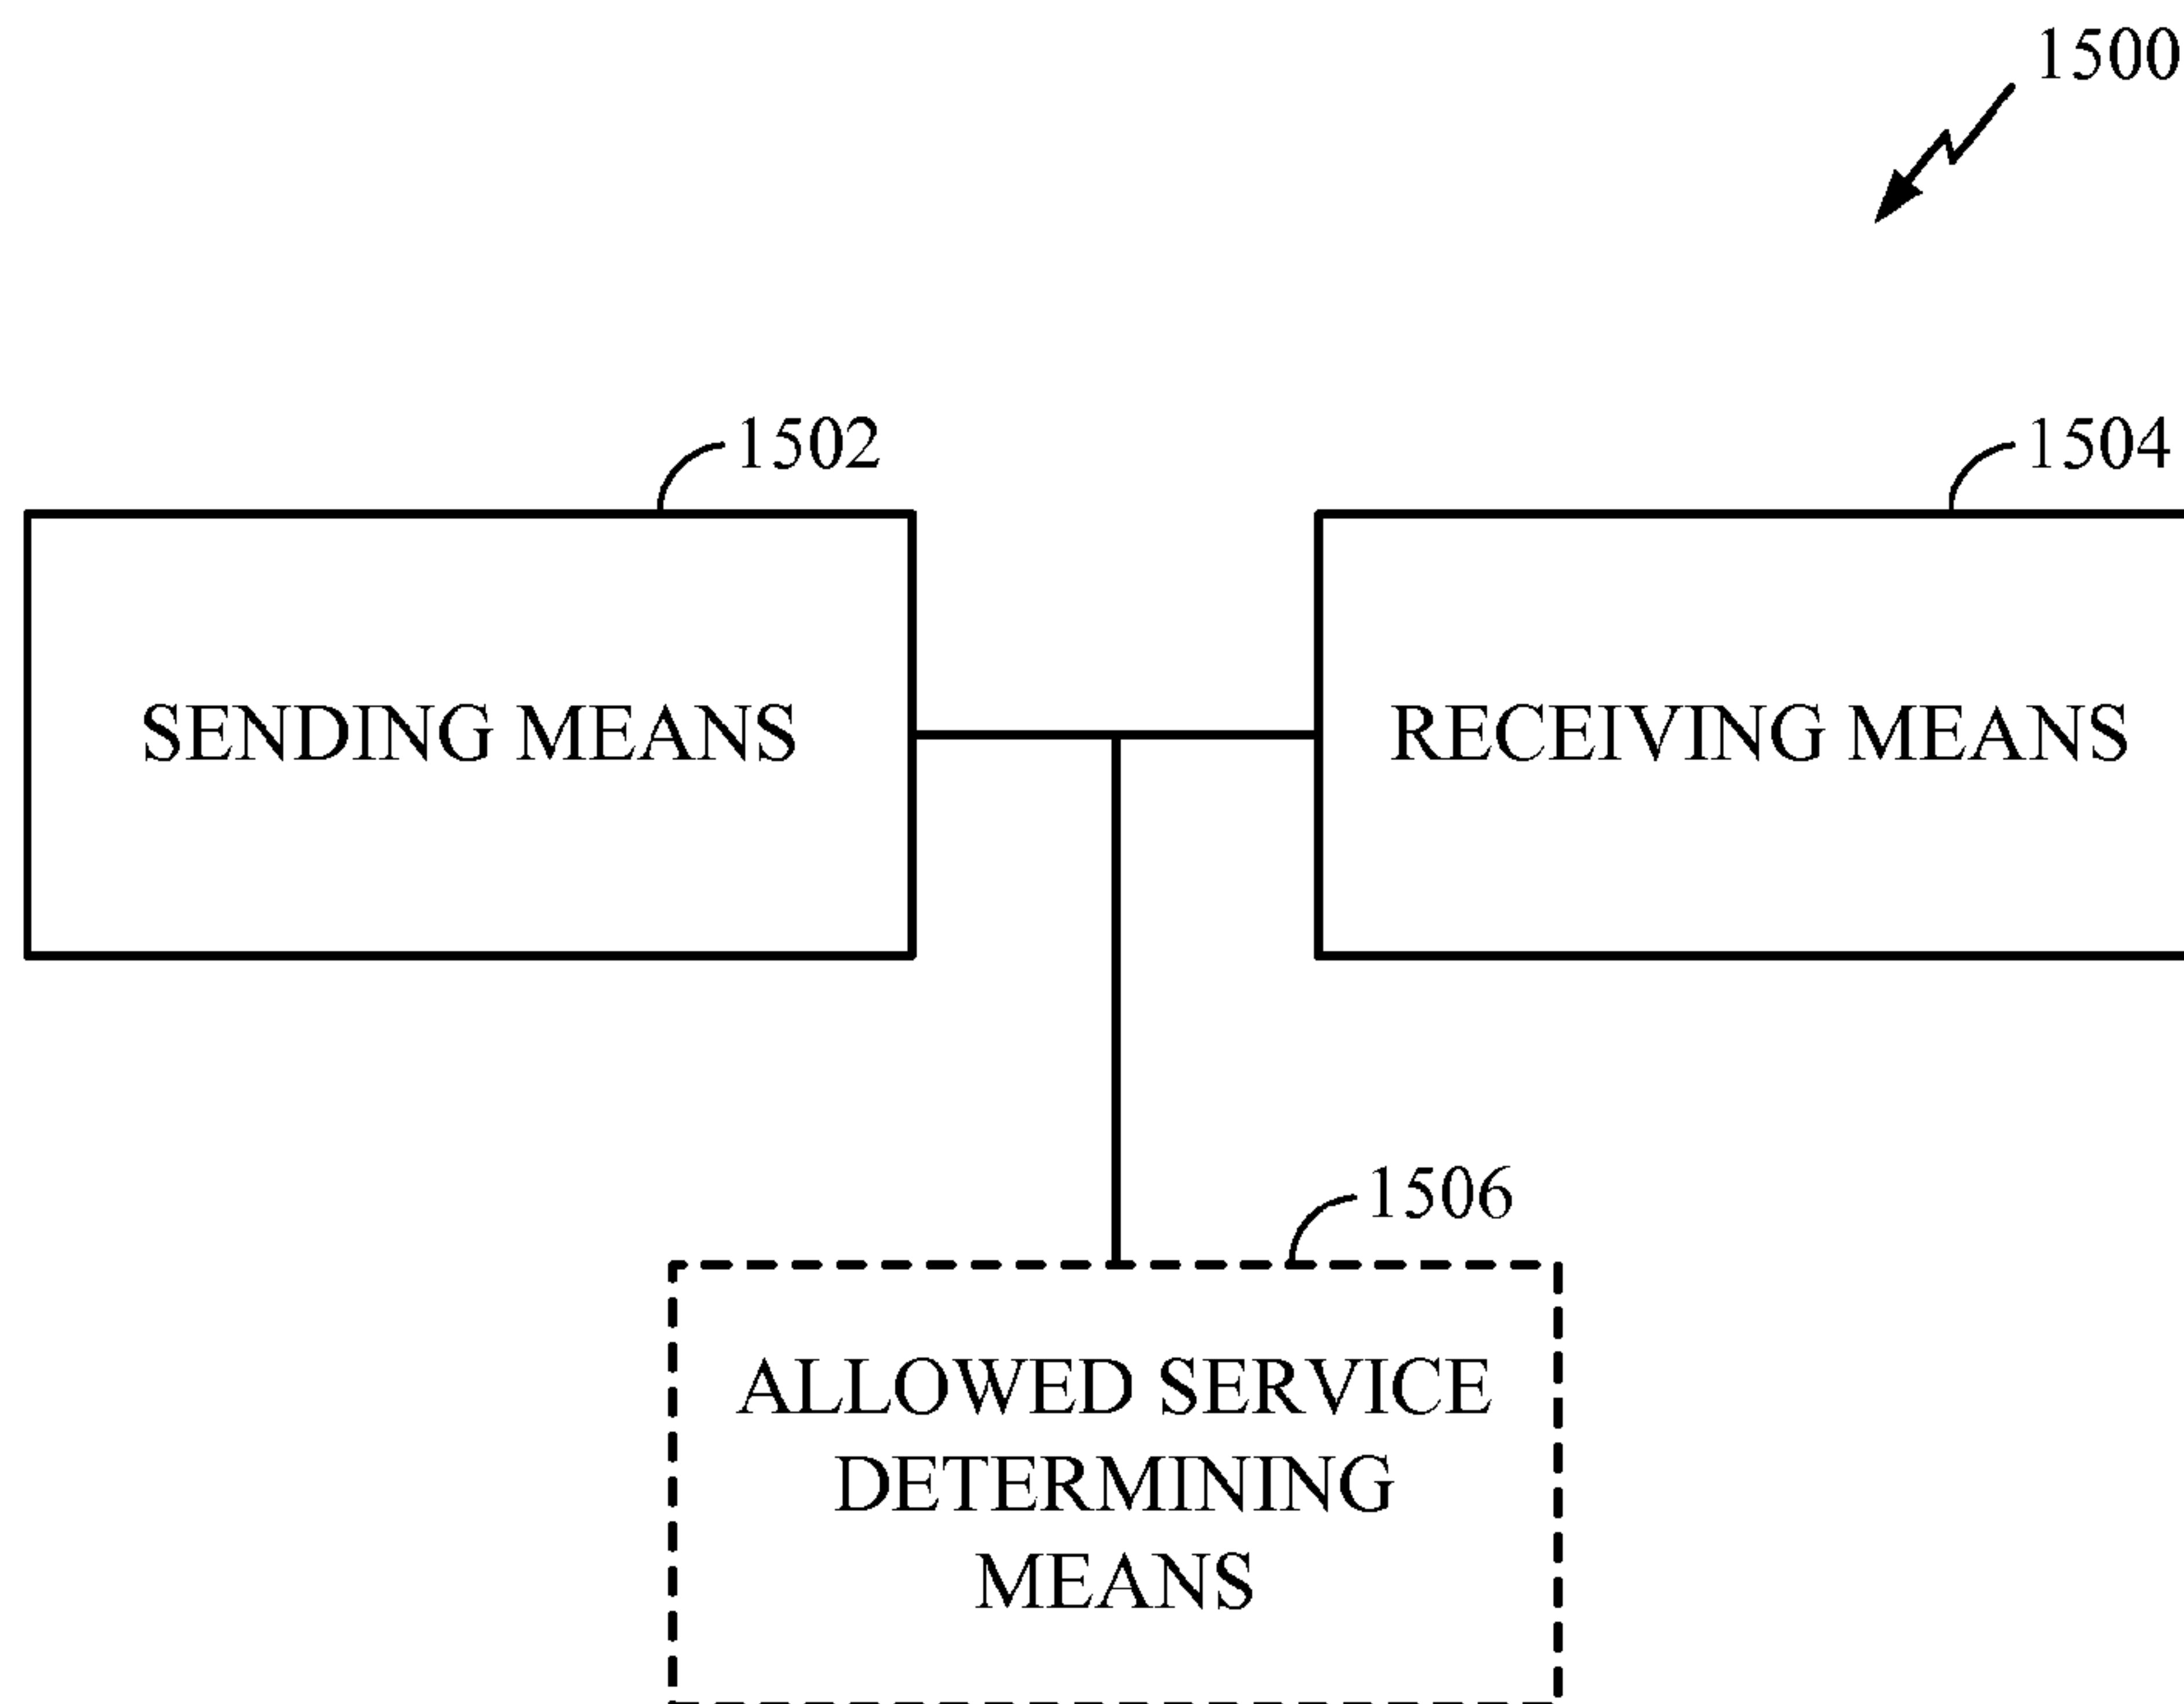 1500
1502
1504
SENDING MEANS
RECEIVING MEANS
1506
ALLOWED SERVICE
DETERMINING
MEANS